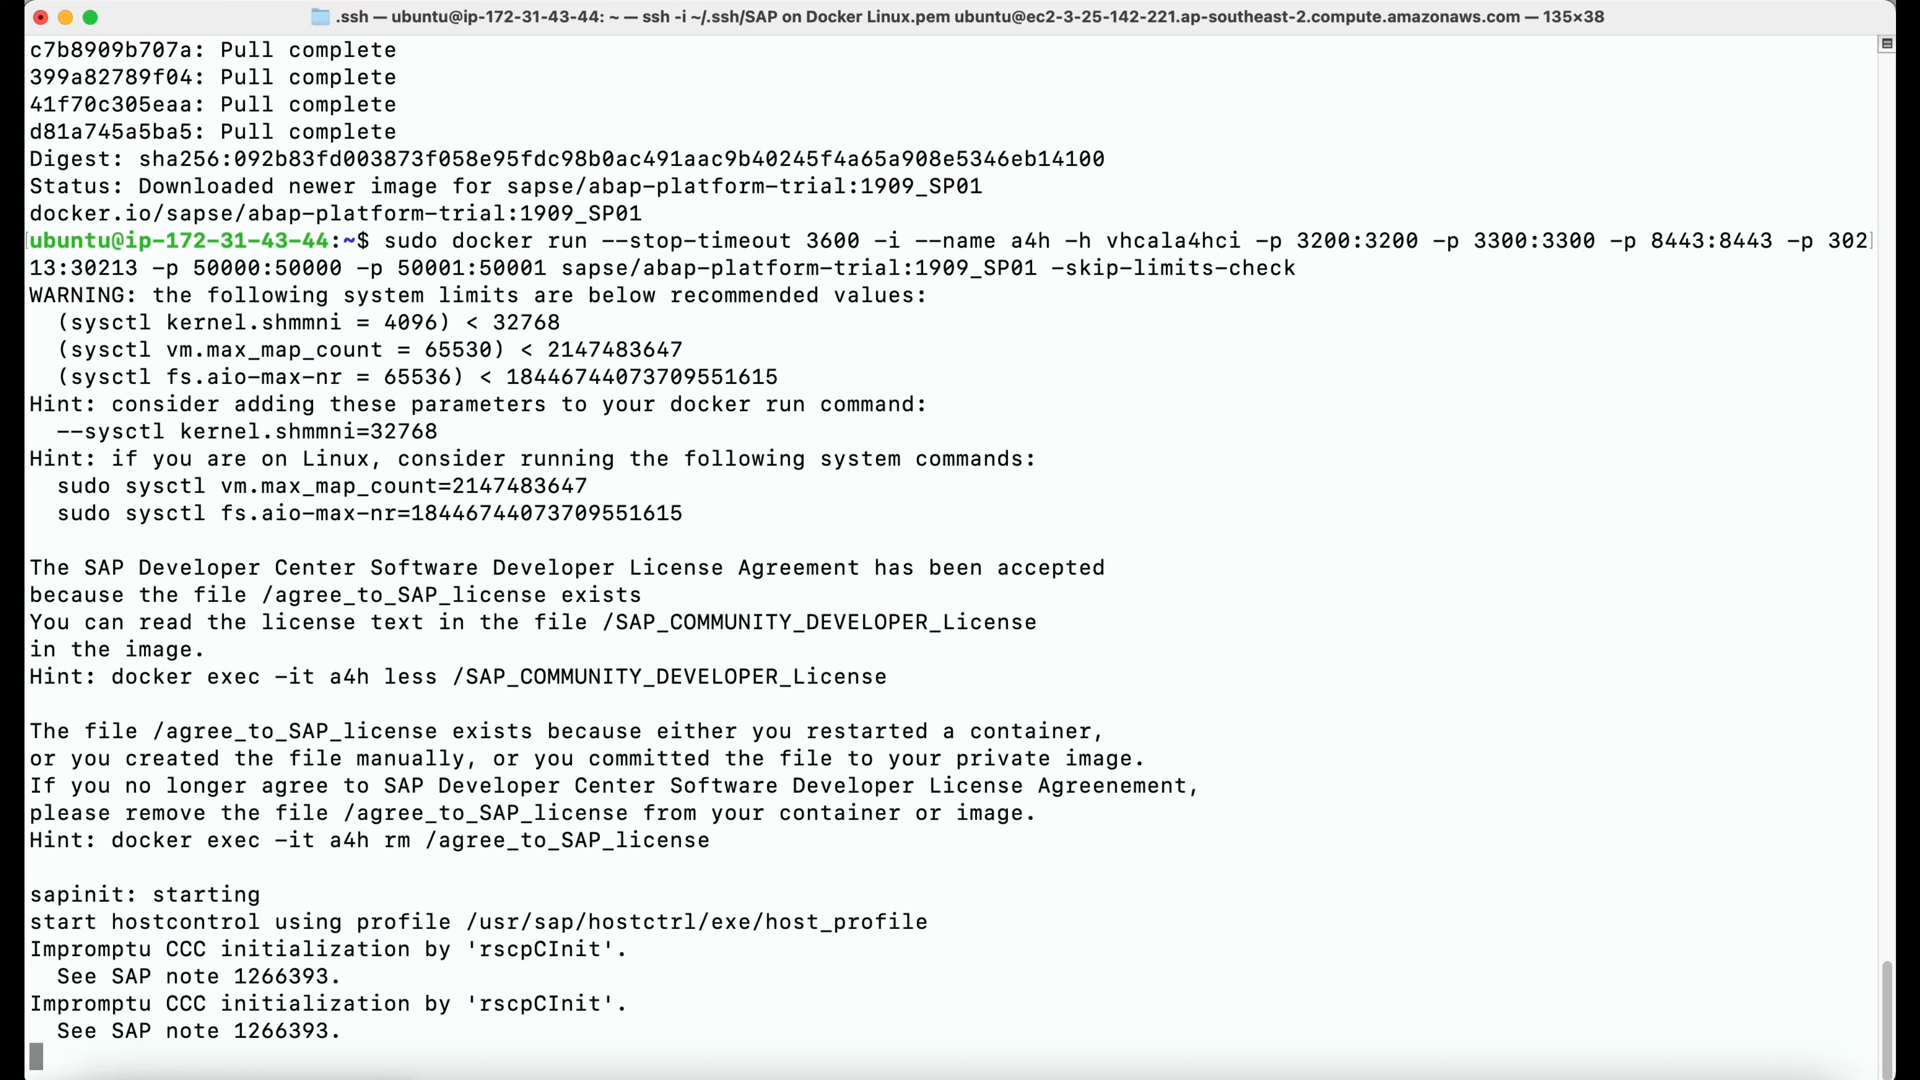 .ssh — ubuntu@ip-172-31-43-44: ~ — ssh -i ~/.ssh/SAP on Docker Linux.pem ubuntu@ec2-3-25-142-221.ap-southeast-2.compute.amazonaws.com — 135×38
c7b8909b707a: Pull complete
399a82789f04: Pull complete
41f70c305eaa: Pull complete
d81a745a5ba5: Pull complete
Digest: sha256:092b83fd003873f058e95fdc98b0ac491aac9b40245f4a65a908e5346eb14100
Status: Downloaded newer image for sapse/abap-platform-trial:1909_SP01
docker.io/sapse/abap-platform-trial:1909_SP01
[ubuntu@ip-172-31-43-44:~$ sudo docker run --stop-timeout 3600 -i --name a4h -h vhcala4hci -p 3200:3200 -p 3300:3300 -p 8443:8443 -p 302]
13:30213 -p 50000:50000 -p 50001:50001 sapse/abap-platform-trial:1909_SP01 -skip-limits-check
WARNING: the following system limits are below recommended values:
  (sysctl kernel.shmmni = 4096) < 32768
  (sysctl vm.max_map_count = 65530) < 2147483647
  (sysctl fs.aio-max-nr = 65536) < 18446744073709551615
Hint: consider adding these parameters to your docker run command:
  --sysctl kernel.shmmni=32768
Hint: if you are on Linux, consider running the following system commands:
  sudo sysctl vm.max_map_count=2147483647
  sudo sysctl fs.aio-max-nr=18446744073709551615
The SAP Developer Center Software Developer License Agreement has been accepted
because the file /agree_to_SAP_license exists
You can read the license text in the file /SAP_COMMUNITY_DEVELOPER_License
in the image.
Hint: docker exec -it a4h less /SAP_COMMUNITY_DEVELOPER_License
The file /agree_to_SAP_license exists because either you restarted a container,
or you created the file manually, or you committed the file to your private image.
If you no longer agree to SAP Developer Center Software Developer License Agreenement,
please remove the file /agree_to_SAP_license from your container or image.
Hint: docker exec -it a4h rm /agree_to_SAP_license
sapinit: starting
start hostcontrol using profile /usr/sap/hostctrl/exe/host_profile
Impromptu CCC initialization by 'rscpCInit'.
  See SAP note 1266393.
Impromptu CCC initialization by 'rscpCInit'.
  See SAP note 1266393.